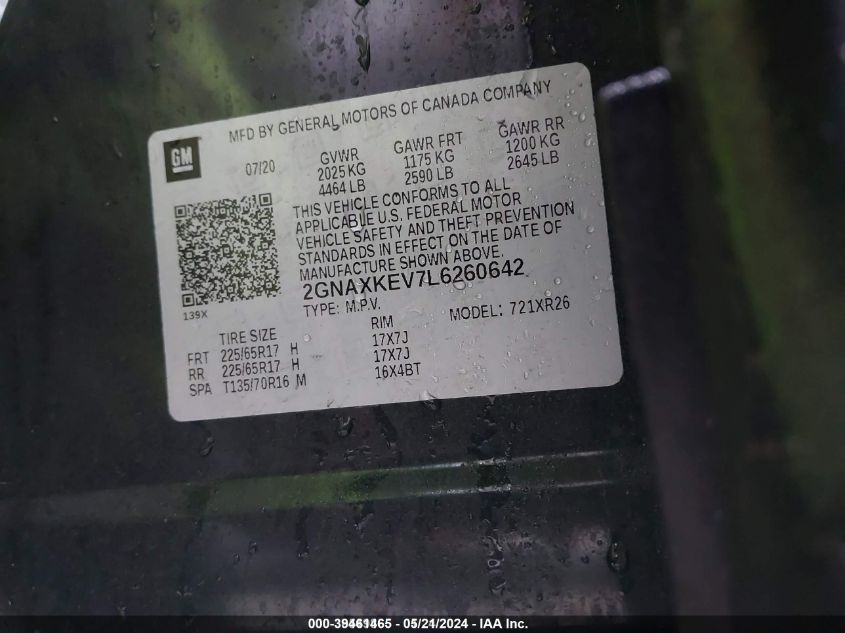 MFD BY GENERAL MOTORS OF CANADA COMPANY
GM
07/20
GVWR
2025 KG
4464 LB
GAWR FRT
1175 KG
2590 LB
GAWR RR
1200 KG
2645 LB
THIS VEHICLE CONFORMS TO ALL
APPLICABLE U.S. FEDERAL MOTOR
VEHICLE SAFETY AND THEFT PREVENTION
STANDARDS IN EFFECT ON THE DATE OF
MANUFACTURE SHOWN ABOVE.
2GNAXKEV7L6260642
TYPE: M.P.V. MODEL: 721XR26
139X
TIRE SIZE RIM
FRT 225/65R17 H 17X7J
RR 225/65R17 H 17X7J
SPA T135/70R16 M 16X4BT
000-39461465 - 05/21/2024 - IAA Inc.